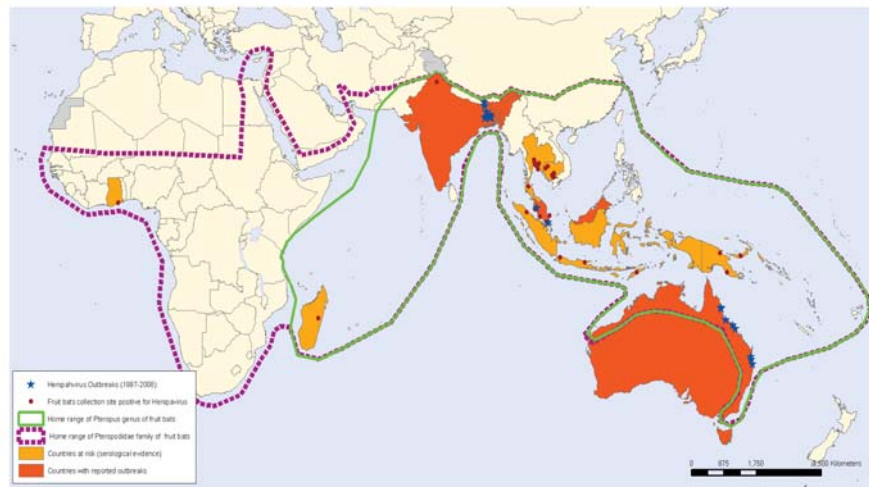 Henipahvirus Outbreaks (1997-2008)
Fruit bats collection site positive for Henipavirus
Home range of Pteropus genus of fruit bats
Home range of Pteropodidae family of fruit bats
Countries at risk (serological evidence)
Countries with reported outbreaks
0 875 1,750 3,500 Kilometers